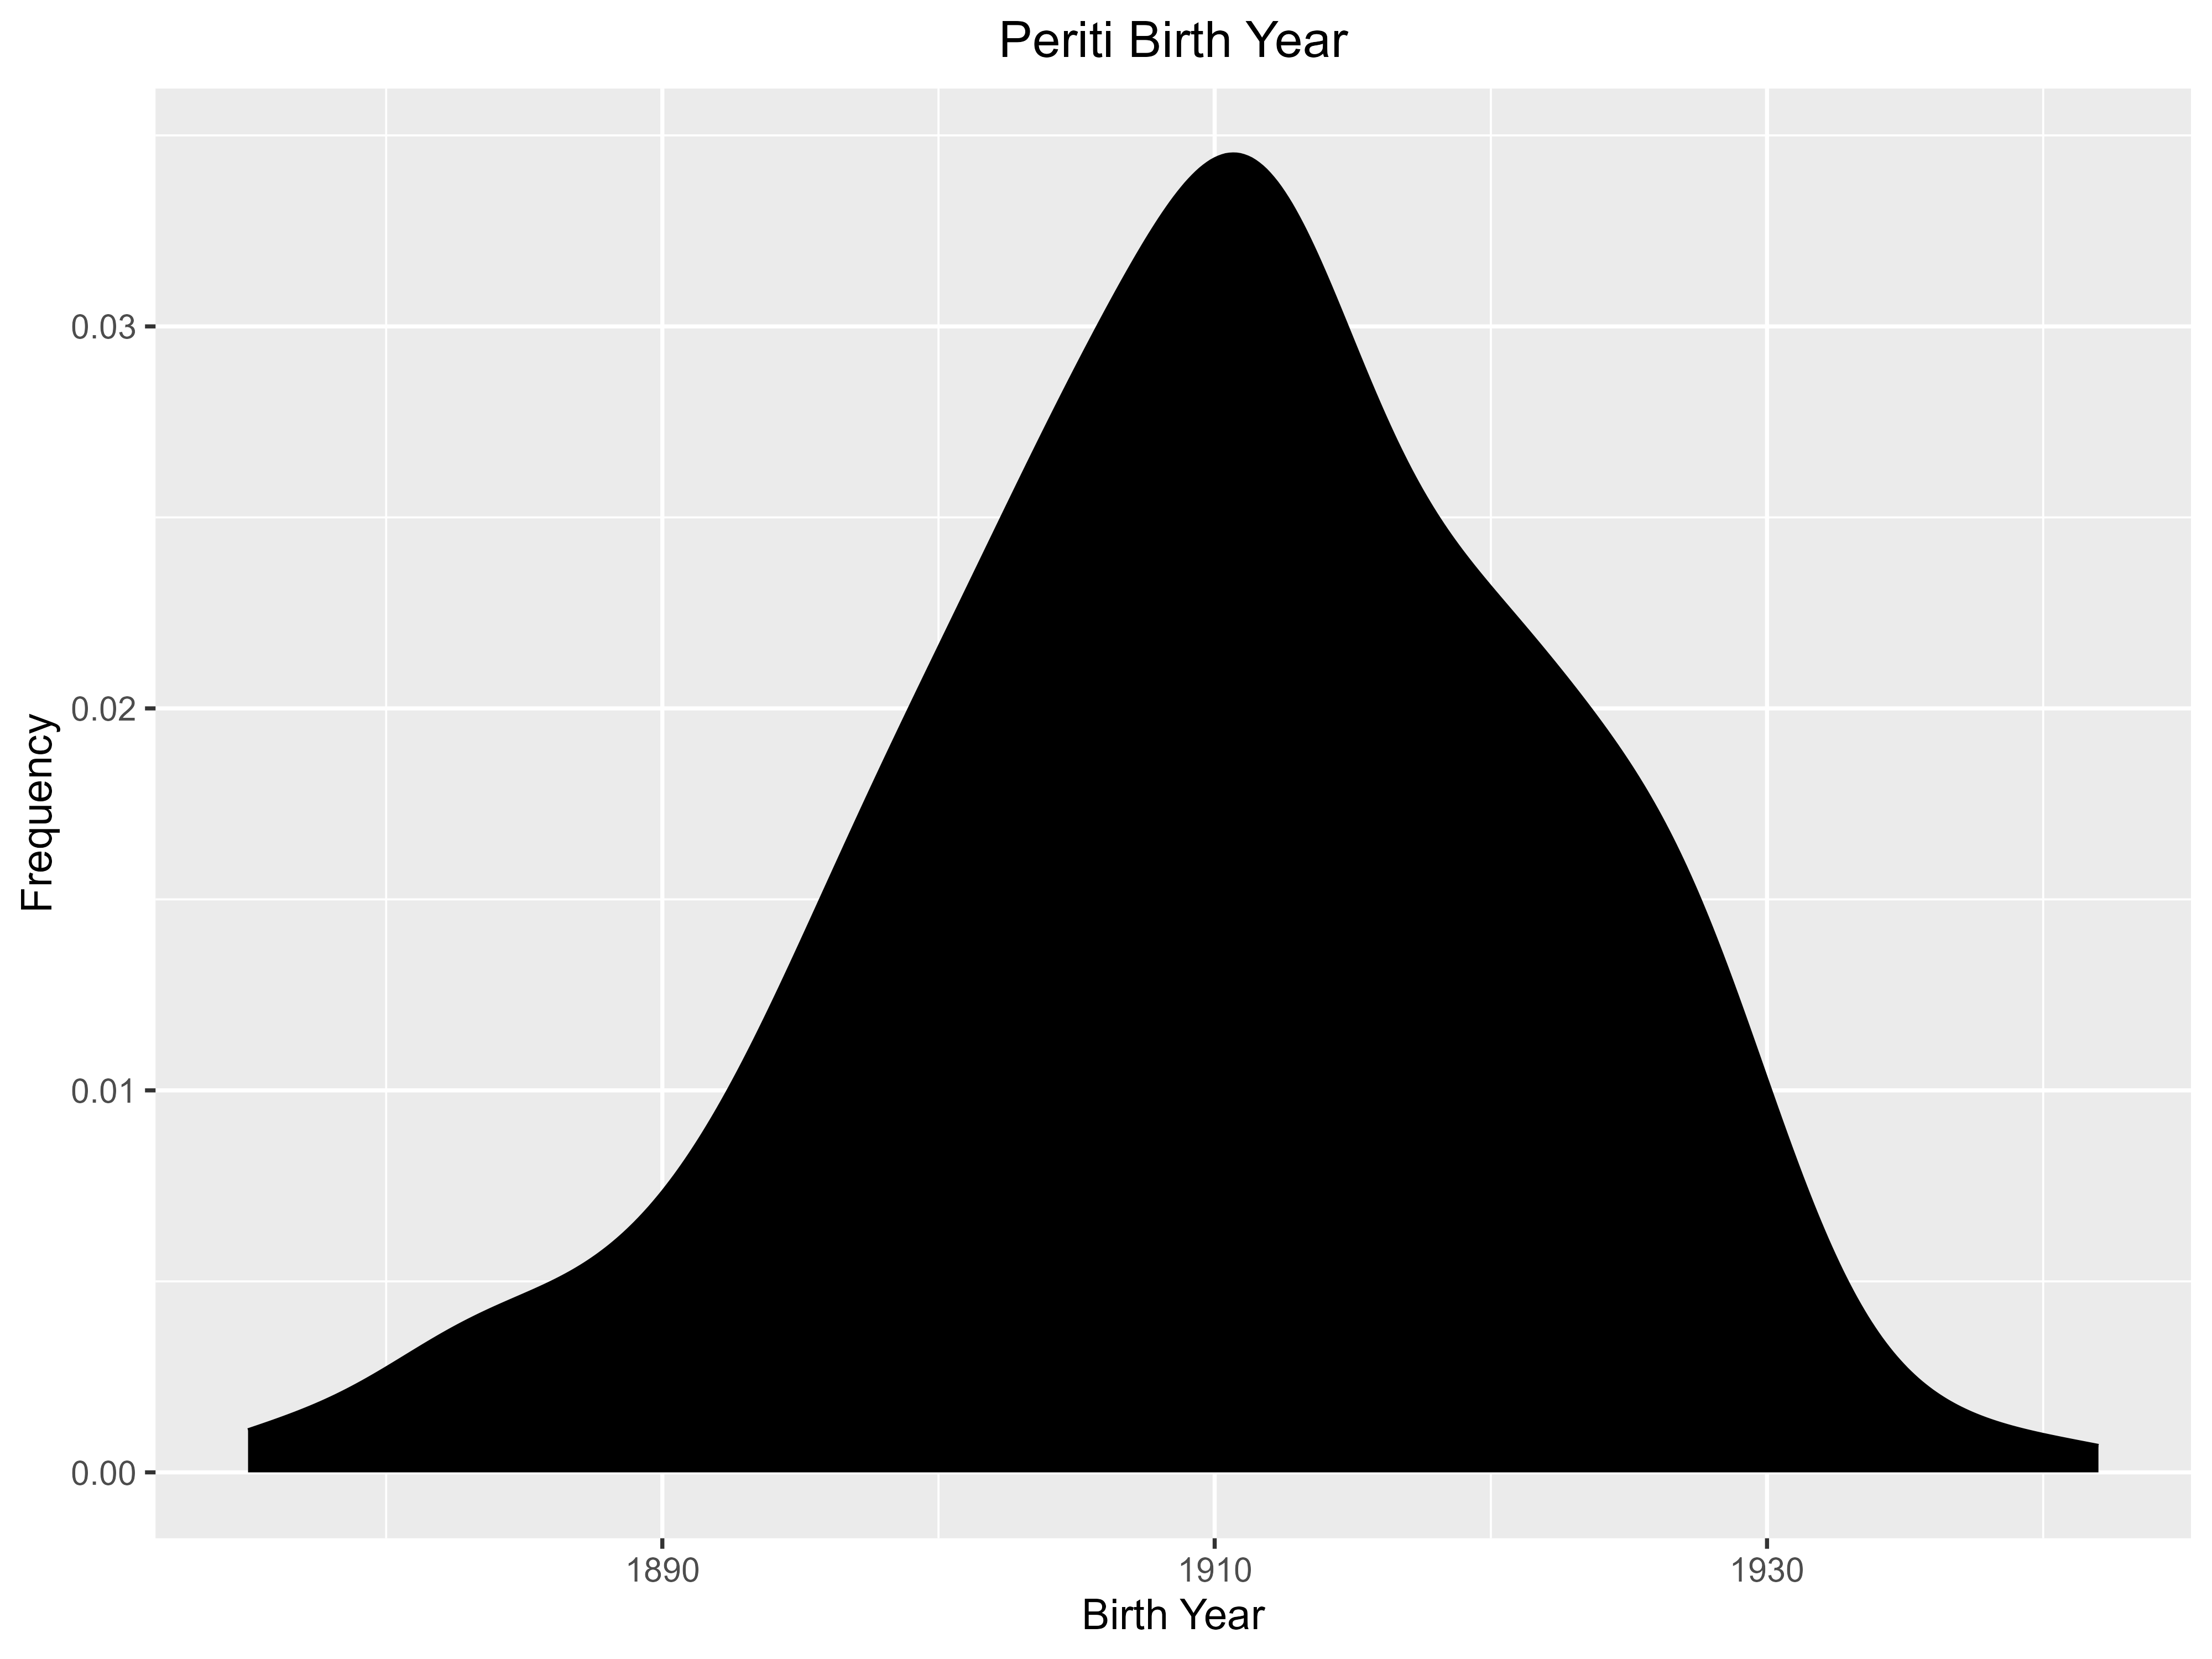 Periti Birth Year
Frequency
0.03
0.02
0.01
0.00
1890 1910 1930
Birth Year